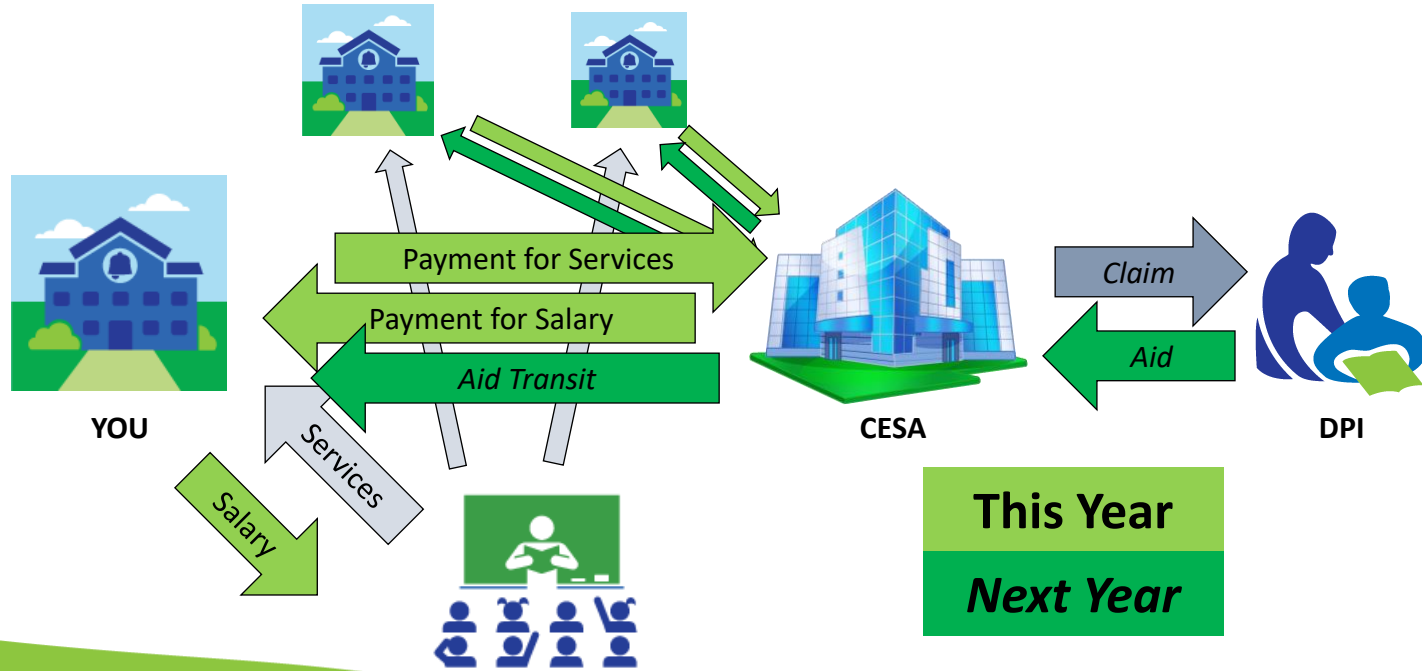 Payment for Services
Payment for Salary
Aid Transit
Claim
Aid
YOU
CESA
DPI
Services
Salary
This Year
Next Year